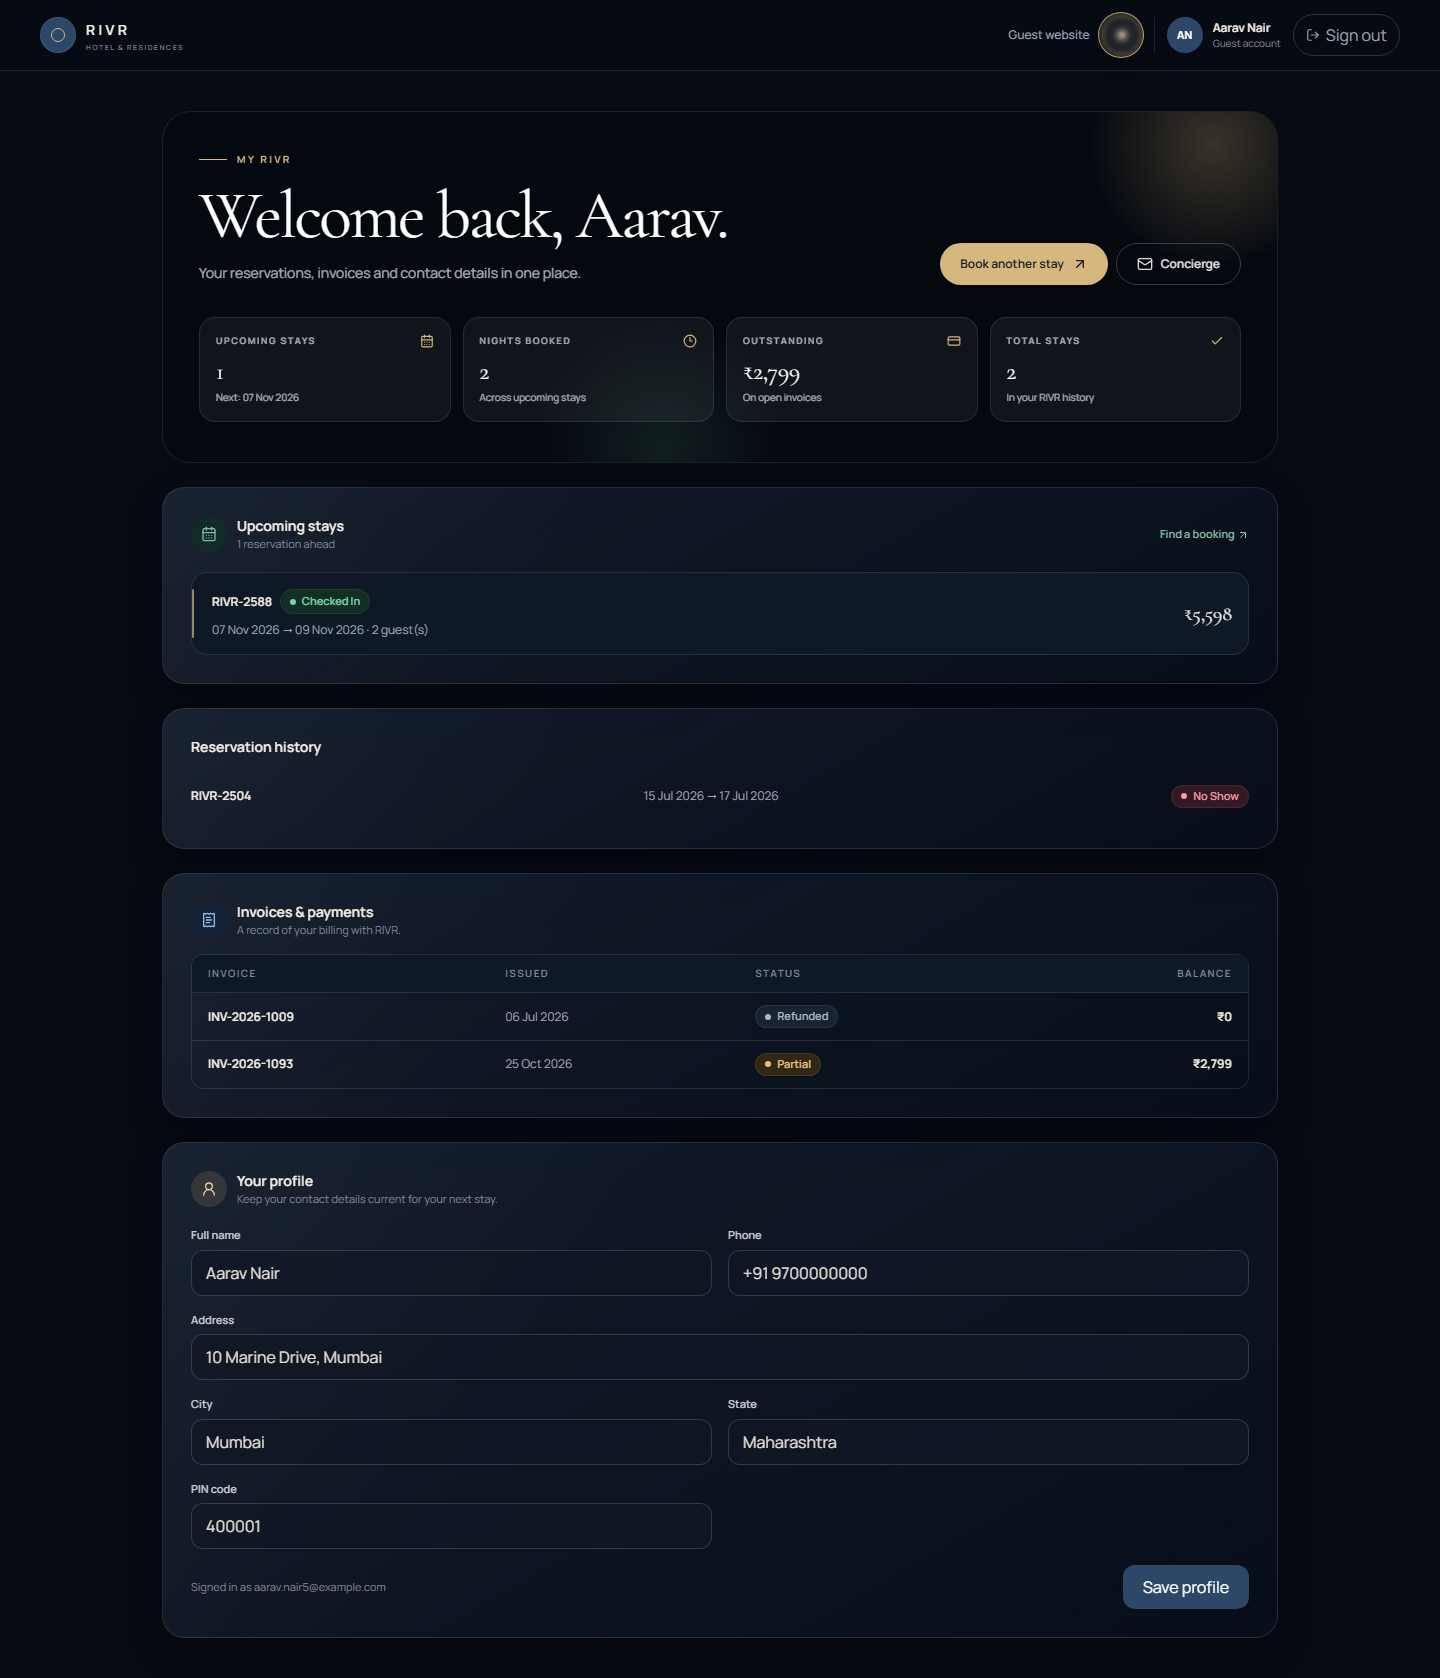 RIVR
HOTEL & RESIDENCES
Guest website
AN
Aarav Nair
Guest account
Sign out
MY RIVR
Welcome back, Aarav.
Your reservations, invoices and contact details in one place.
Book another stay
Concierge
UPCOMING STAYS
1
Next: 07 Nov 2026
NIGHTS BOOKED
2
Across upcoming stays
OUTSTANDING
₹2,799
On open invoices
TOTAL STAYS
2
In your RIVR history
Upcoming stays
1 reservation ahead
Find a booking
RIVR-2588 Checked In
07 Nov 2026 → 09 Nov 2026 · 2 guest(s)
₹5,598
Reservation history
RIVR-2504 15 Jul 2026 → 17 Jul 2026 No Show
Invoices & payments
A record of your billing with RIVR.
INVOICE ISSUED STATUS BALANCE
INV-2026-1009 06 Jul 2026 Refunded ₹0
INV-2026-1093 25 Oct 2026 Partial ₹2,799
Your profile
Keep your contact details current for your next stay.
Full name
Aarav Nair
Phone
+91 9700000000
Address
10 Marine Drive, Mumbai
City
Mumbai
State
Maharashtra
PIN code
400001
Signed in as aarav.nair5@example.com
Save profile